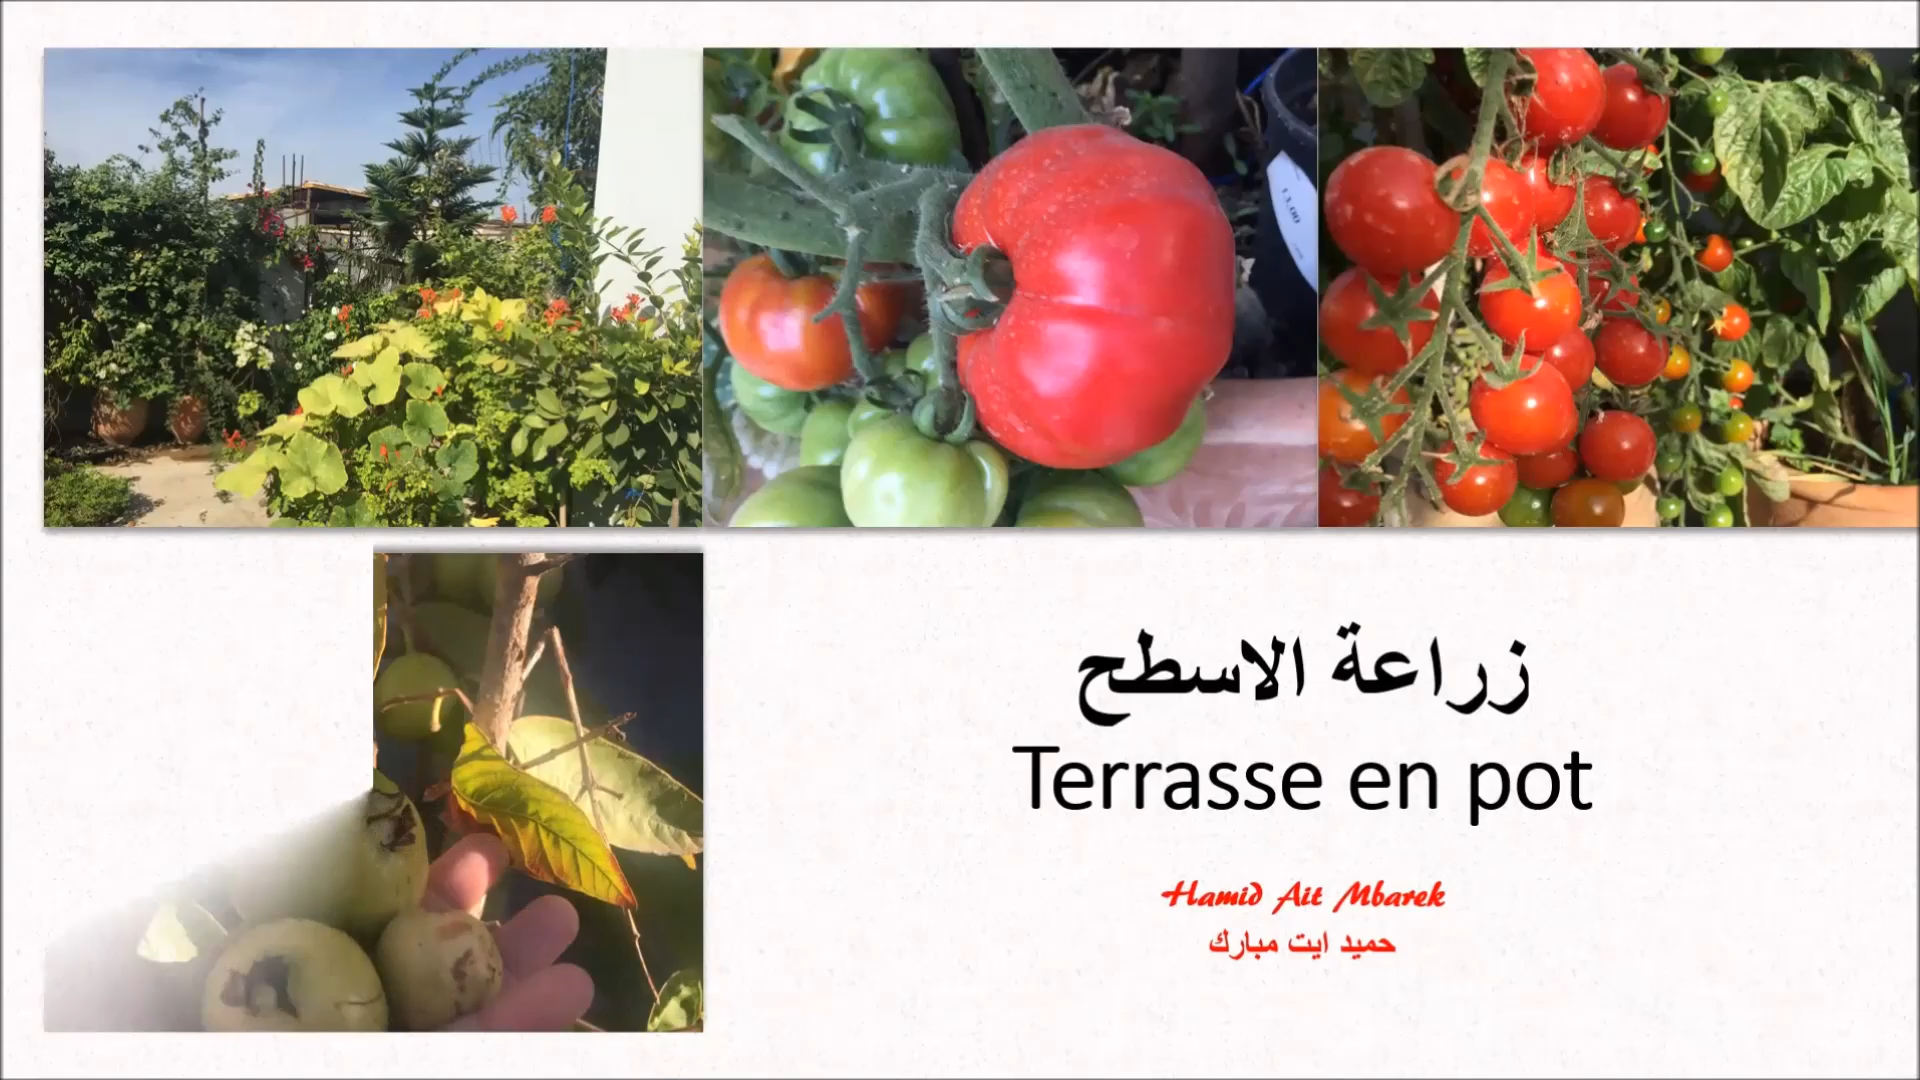 زراعة الاسطح
Terrasse en pot
Hamid Ait Mbarek
حميد ايت مبارك